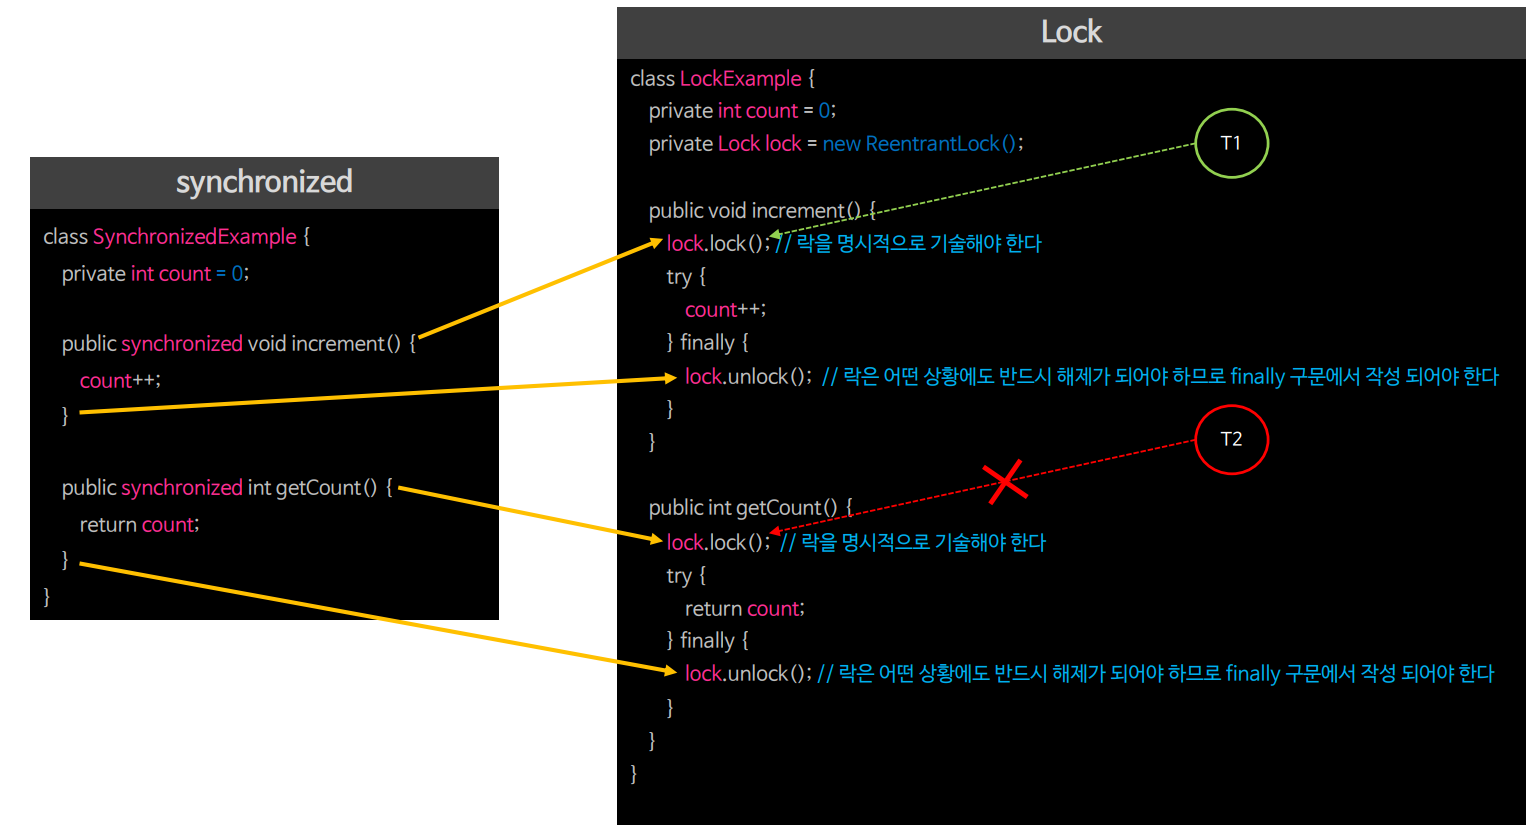 synchronized
class SynchronizedExample {
private int count = 0;
public synchronized void increment() {
count++;
}
public synchronized int getCount() {
return count;
}
}
Lock
class LockExample {
private int count = 0;
private Lock lock = new ReentrantLock();
T1
public void increment() {
lock.lock(); // 락을 명시적으로 기술해야 한다
try {
count++;
} finally {
lock.unlock(); // 락은 어떤 상황에도 반드시 해제가 되어야 하므로 finally 구문에서 작성 되어야 한다
}
}
T2
public int getCount() {
lock.lock(); // 락을 명시적으로 기술해야 한다
try {
return count;
} finally {
lock.unlock(); // 락은 어떤 상황에도 반드시 해제가 되어야 하므로 finally 구문에서 작성 되어야 한다
}
}
}